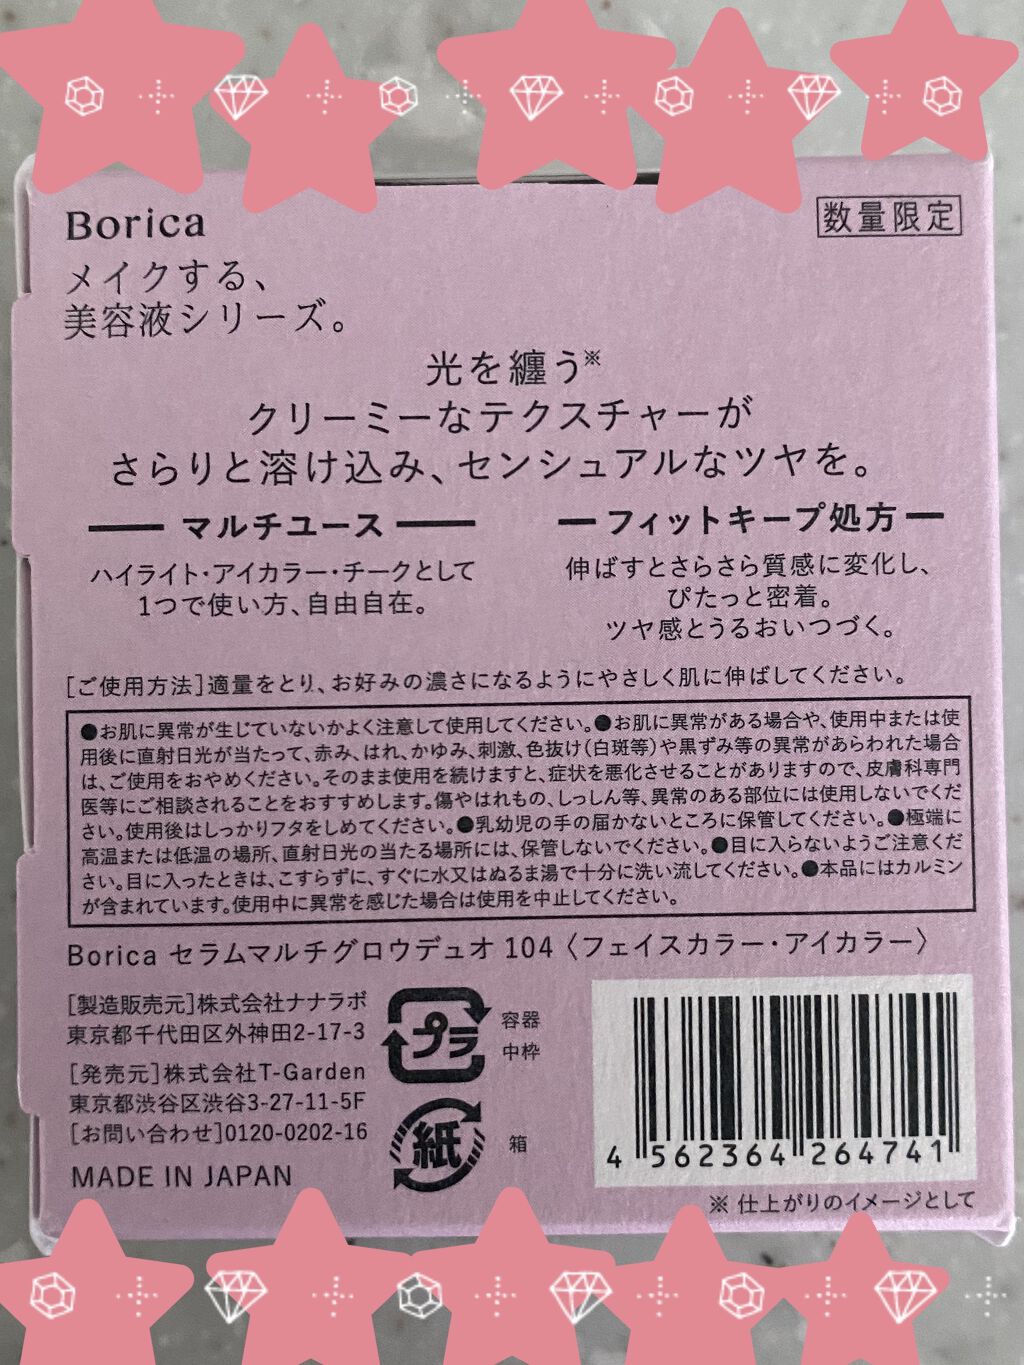 Borica
数量限定
メイクする、
美容液シリーズ。
光を纏う※
クリーミーなテクスチャーが
さらりと溶け込み、センシュアルなツヤを。
マルチユース
ハイライト・アイカラー・チークとして
1つで使い方、自由自在。
フィットキープ処方
伸ばすとさらさら質感に変化し、
ぴたっと密着。
ツヤ感とうるおいつづく。
[ご使用方法]適量をとり、お好みの濃さになるようにやさしく肌に伸ばしてください。
●お肌に異常が生じていないかよく注意して使用してください。●お肌に異常がある場合や、使用中または使
用後に直射日光が当たって、赤み、はれ、かゆみ、刺激、色抜け(白斑等)や黒ずみ等の異常があらわれた場合
は、ご使用をおやめください。そのまま使用を続けますと、症状を悪化させることがありますので、皮膚科専門
医等にご相談されることをおすすめします。傷やはれもの、しっしん等、異常のある部位には使用しないでくだ
さい。使用後はしっかりフタをしめてください。●乳幼児の手の届かないところに保管してください。●極端に
高温または低温の場所、直射日光の当たる場所には、保管しないでください。●目に入らないようご注意くだ
さい。目に入ったときは、こすらずに、すぐに水又はぬるま湯で十分に洗い流してください。●本品にはカルミン
が含まれています。使用中に異常を感じた場合は使用を中止してください。
Borica セラムマルチグロウデュオ 104〈フェイスカラー・アイカラー〉
[製造販売元]株式会社ナナラボ
東京都千代田区外神田2-17-3
[発売元]株式会社T-Garden
東京都渋谷区渋谷3-27-11-5F
[お問い合わせ]0120-0202-16
MADE IN JAPAN
プラ
容器
中枠
紙
箱
4 562364 264741
※ 仕上がりのイメージとして